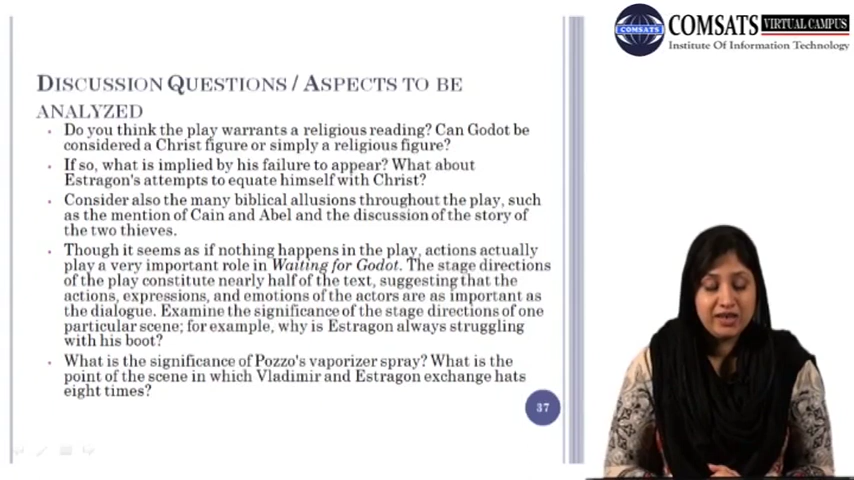 COMSATS VIRTUAL CAMPUS
Institute Of Information Technology
DISCUSSION QUESTIONS / ASPECTS TO BE
ANALYZED
• Do you think the play warrants a religious reading? Can Godot be
considered a Christ figure or simply a religious figure?
• If so, what is implied by his failure to appear? What about
Estragon's attempts to equate himself with Christ?
• Consider also the many biblical allusions throughout the play, such
as the mention of Cain and Abel and the discussion of the story of
the two thieves.
• Though it seems as if nothing happens in the play, actions actually
play a very important role in Waiting for Godot. The stage directions
of the play constitute nearly half of the text, suggesting that the
actions, expressions, and emotions of the actors are as important as
the dialogue. Examine the significance of the stage directions of one
particular scene; for example, why is Estragon always struggling
with his boot?
• What is the significance of Pozzo's vaporizer spray? What is the
point of the scene in which Vladimir and Estragon exchange hats
eight times?
37
COMSATS